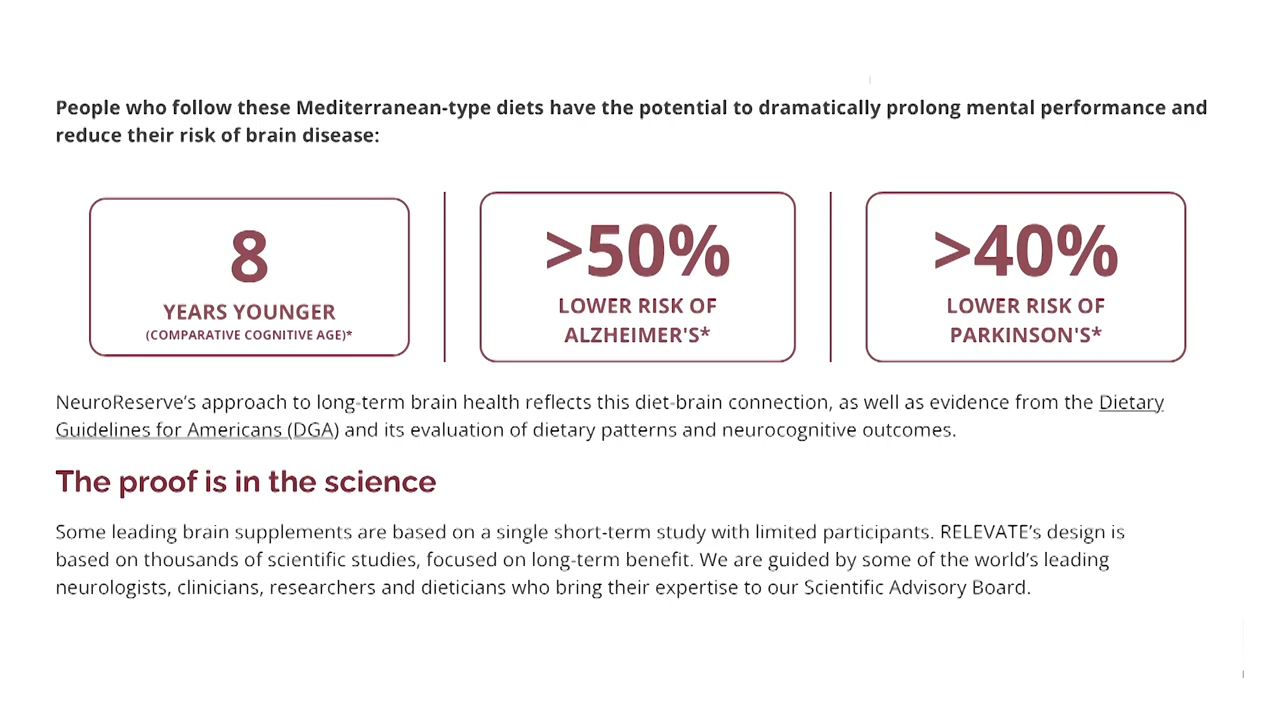 People who follow these Mediterranean-type diets have the potential to dramatically prolong mental performance and
reduce their risk of brain disease:
8
YEARS YOUNGER
(COMPARATIVE COGNITIVE AGE)*
>50%
LOWER RISK OF
ALZHEIMER'S*
>40%
LOWER RISK OF
PARKINSON'S*
NeuroReserve’s approach to long-term brain health reflects this diet-brain connection, as well as evidence from the Dietary
Guidelines for Americans (DGA) and its evaluation of dietary patterns and neurocognitive outcomes.
The proof is in the science
Some leading brain supplements are based on a single short-term study with limited participants. RELEVATE’s design is
based on thousands of scientific studies, focused on long-term benefit. We are guided by some of the world’s leading
neurologists, clinicians, researchers and dieticians who bring their expertise to our Scientific Advisory Board.